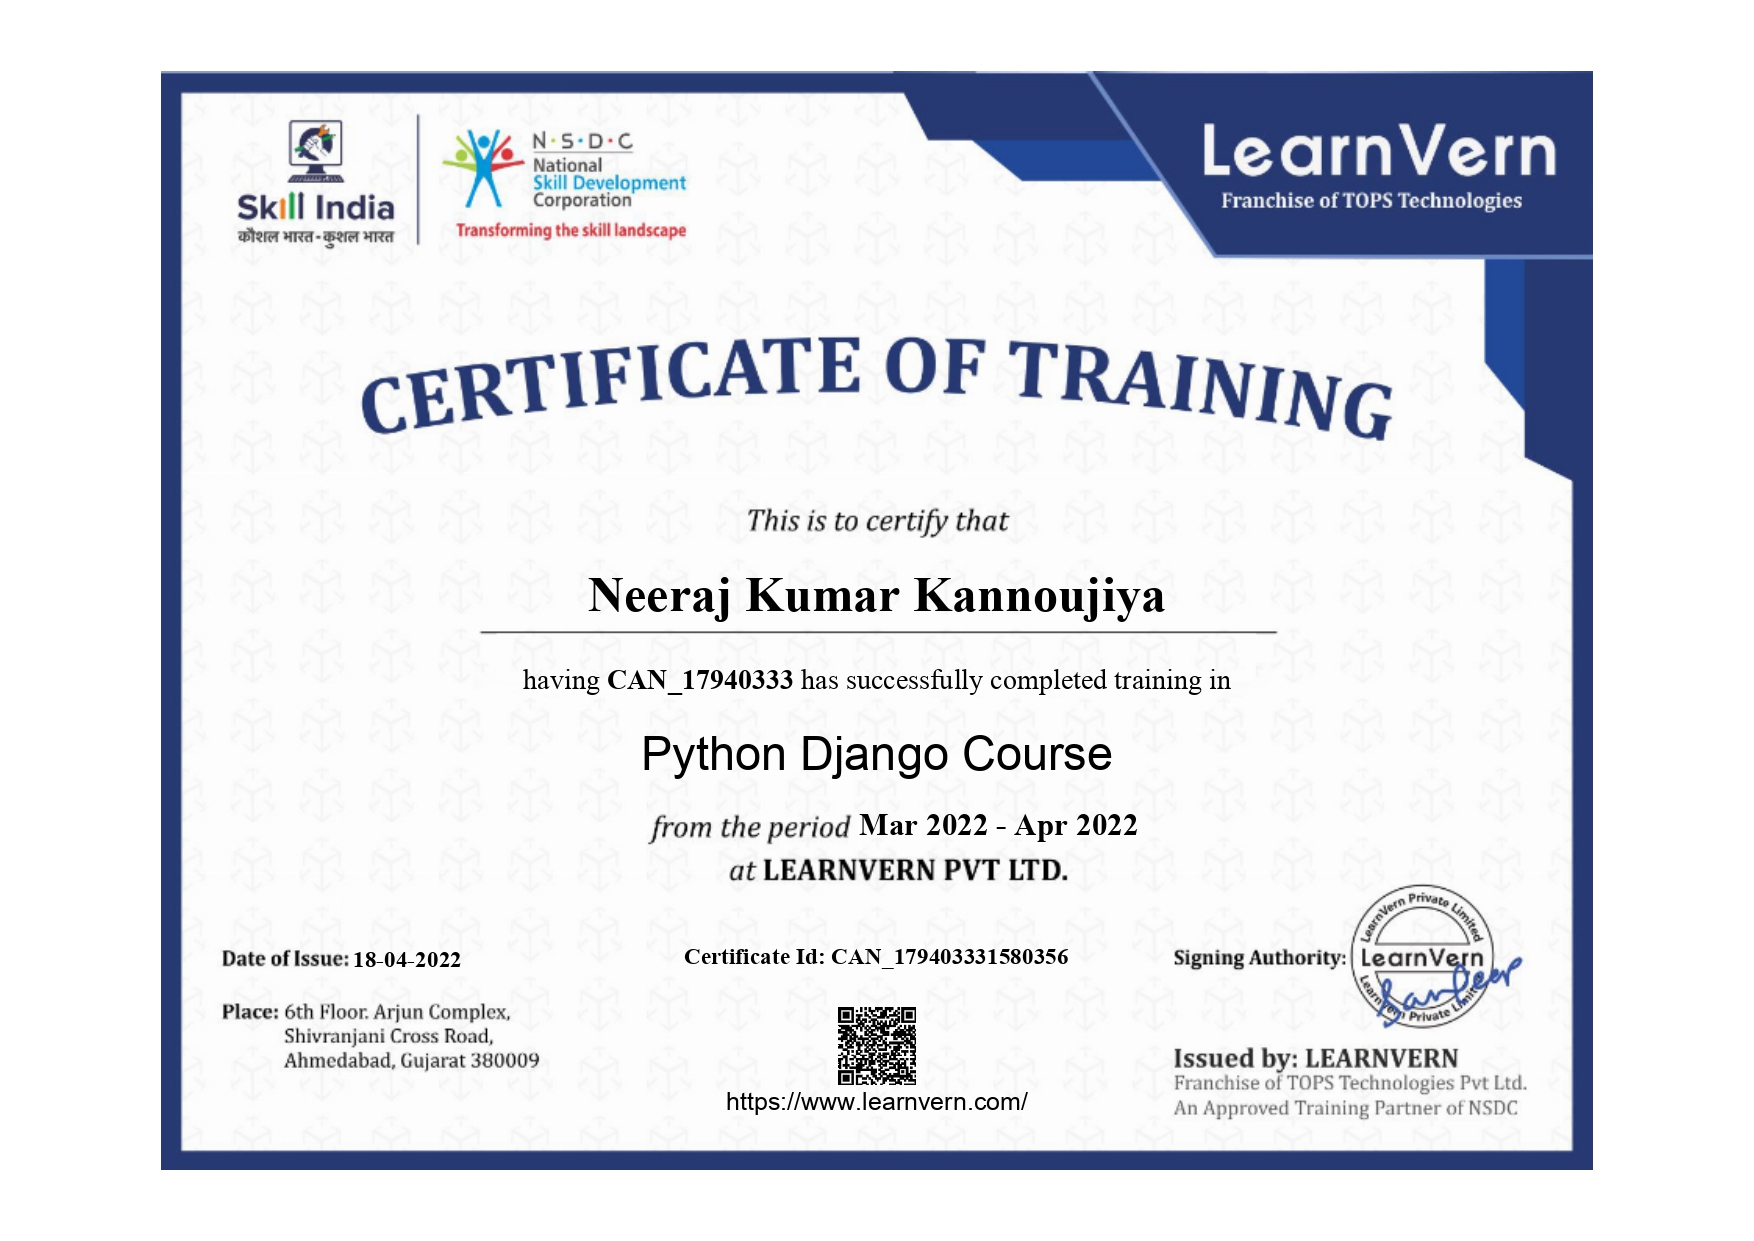 Skill India
कौशल भारत - कुशल भारत
N·S·D·C
National
Skill Development
Corporation
Transforming the skill landscape
LearnVern
Franchise of TOPS Technologies
CERTIFICATE OF TRAINING
This is to certify that
Neeraj Kumar Kannoujiya
having CAN_17940333 has successfully completed training in
Python Django Course
from the period Mar 2022 - Apr 2022
at LEARNVERN PVT LTD.
Date of Issue: 18-04-2022
Place: 6th Floor. Arjun Complex,
Shivranjani Cross Road,
Ahmedabad, Gujarat 380009
Certificate Id: CAN_179403331580356
https://www.learnvern.com/
Signing Authority:
LearnVern Private Limited
LearnVern
LearnVern Private Limited
Sandeep
Issued by: LEARNVERN
Franchise of TOPS Technologies Pvt Ltd.
An Approved Training Partner of NSDC